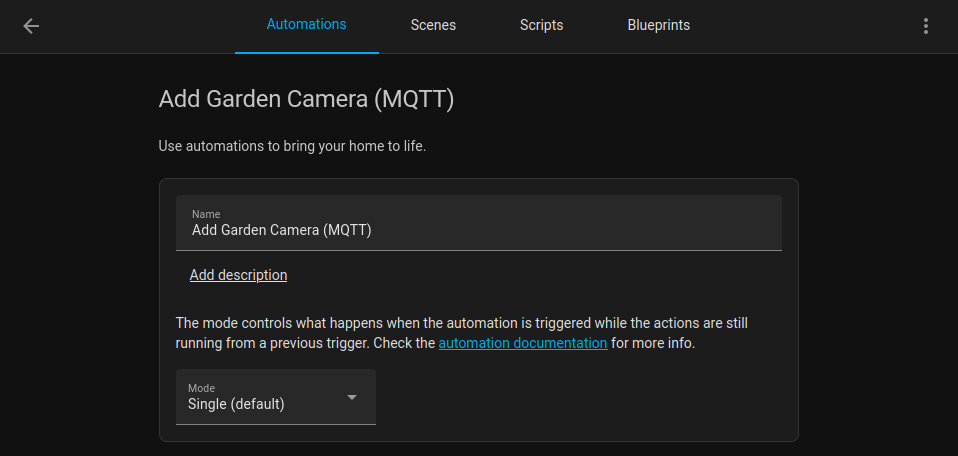 Automations Scenes Scripts Blueprints
Add Garden Camera (MQTT)
Use automations to bring your home to life.
Name
Add Garden Camera (MQTT)
Add description
The mode controls what happens when the automation is triggered while the actions are still
running from a previous trigger. Check the automation documentation for more info.
Mode
Single (default)